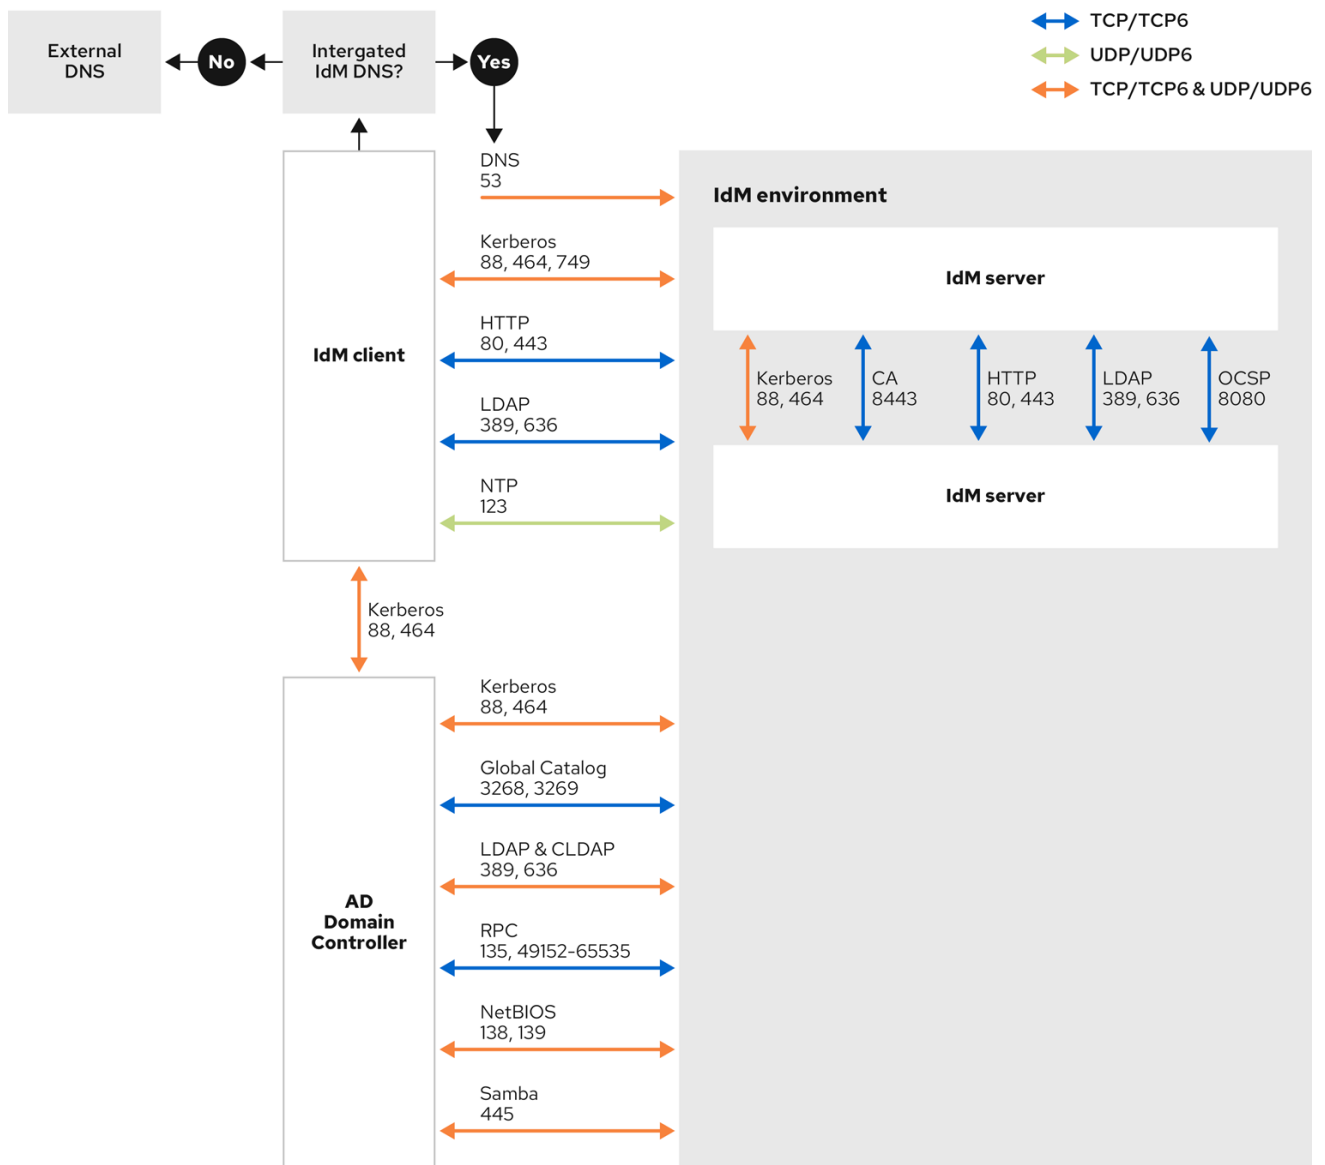 TCP/TCP6
UDP/UDP6
TCP/TCP6 & UDP/UDP6
External
DNS
No
Intergated
IdM DNS?
Yes
DNS
53
Kerberos
88, 464, 749
HTTP
80, 443
LDAP
389, 636
NTP
123
IdM client
IdM environment
IdM server
Kerberos
88, 464
CA
8443
HTTP
80, 443
LDAP
389, 636
OCSP
8080
IdM server
Kerberos
88, 464
AD
Domain
Controller
Kerberos
88, 464
Global Catalog
3268, 3269
LDAP & CLDAP
389, 636
RPC
135, 49152-65535
NetBIOS
138, 139
Samba
445